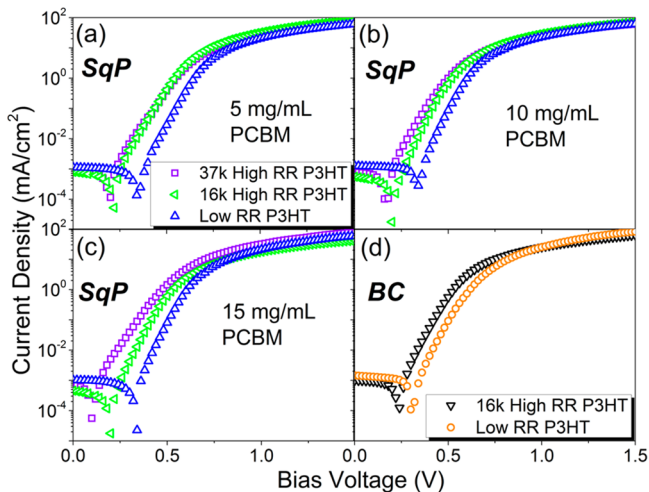 Current Density (mA/cm²)
10²
10⁰
10⁻²
10⁻⁴
10²
10⁰
10⁻²
10⁻⁴
(a)
SqP
5 mg/mL
PCBM
37k High RR P3HT
16k High RR P3HT
Low RR P3HT
(b)
SqP
10 mg/mL
PCBM
(c)
SqP
15 mg/mL
PCBM
(d)
BC
16k High RR P3HT
Low RR P3HT
0.0 0.5 1.0 0.0 0.5 1.0 1.5
Bias Voltage (V)